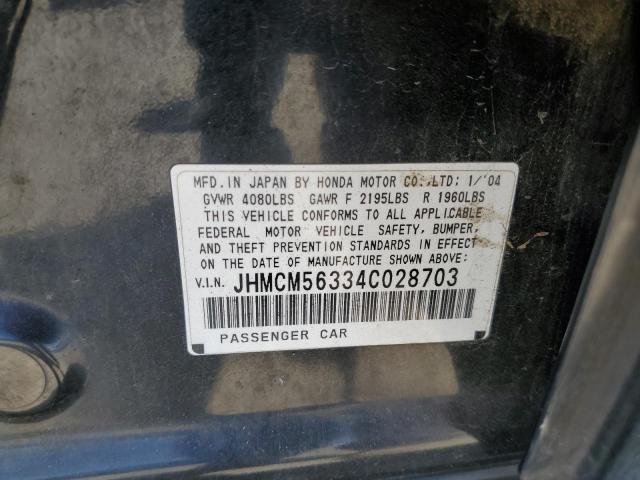 MFD. IN JAPAN BY HONDA MOTOR CO.,LTD: 1/'04
GVWR 4080LBS GAWR F 2195LBS R 1960LBS
THIS VEHICLE CONFORMS TO ALL APPLICABLE
FEDERAL MOTOR VEHICLE SAFETY, BUMPER,
AND THEFT PREVENTION STANDARDS IN EFFECT
ON THE DATE OF MANUFACTURE SHOWN ABOVE:
V.I.N. JHMCM56334C028703
PASSENGER CAR